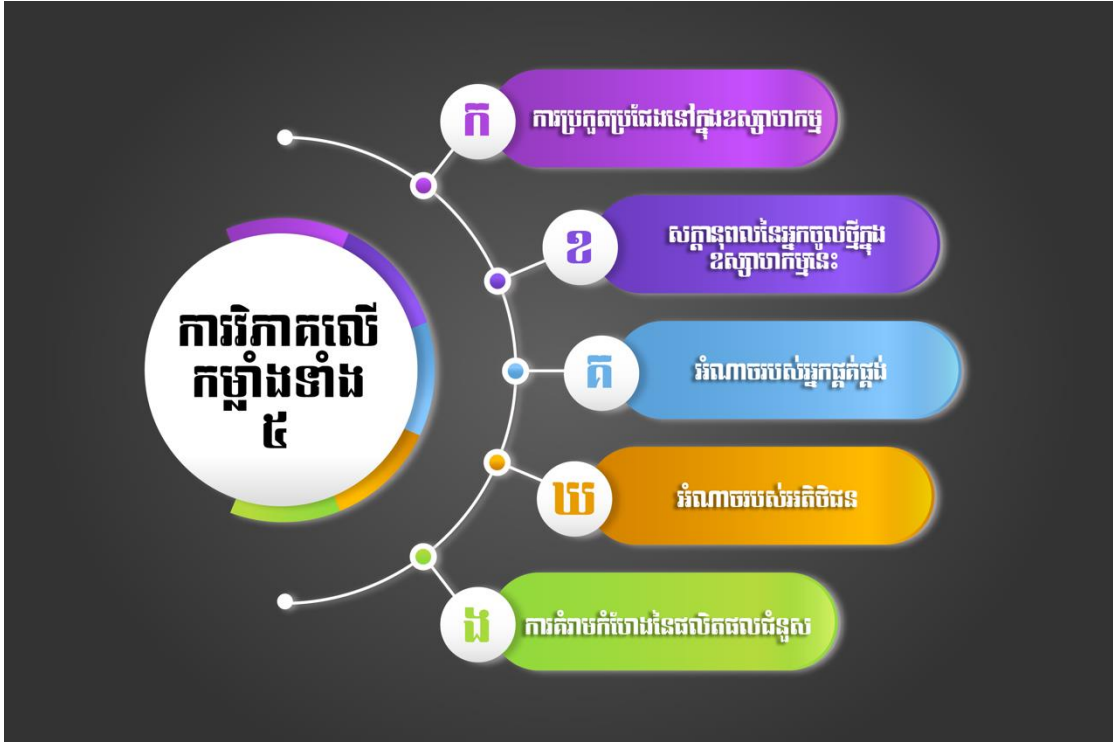 ការវិភាគលើ
កម្លាំងទាំង
៥
ក
ការប្រកួតប្រជែងនៅក្នុងឧស្សាហកម្ម
ខ
សក្តានុពលនៃអ្នកចូលថ្មីក្នុង
ឧស្សាហកម្មនេះ
គ
អំណាចរបស់អ្នកផ្គត់ផ្គង់
ឃ
អំណាចរបស់អតិថិជន
ង
ការគំរាមកំហែងនៃផលិតផលជំនួស